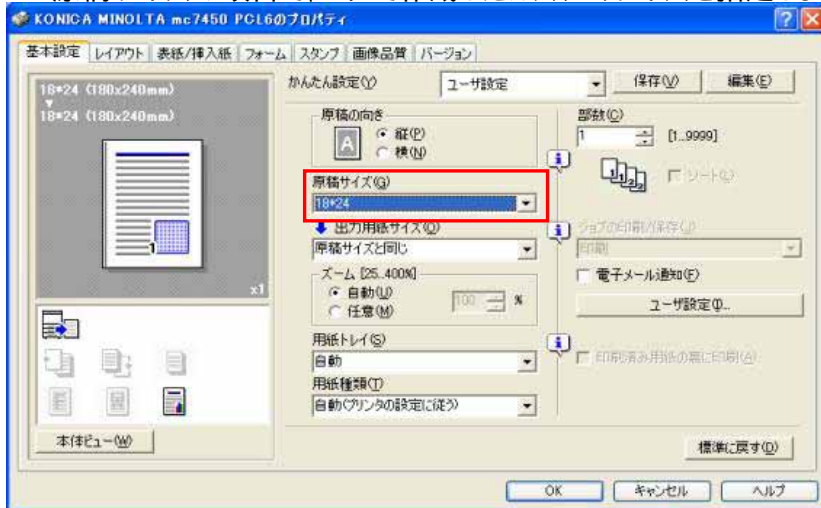 KONICA MINOLTA mc7450 PCL6のプロパティ
基本設定 レイアウト 表紙/挿入紙 フォーム スタンプ 画像品質 バージョン
18*24 (180x240mm)
18*24 (180x240mm)
1
x1
本体ビュー(W)
かんたん設定(Y) ユーザ設定 保存(V) 編集(E)
原稿の向き
A
縦(P)
横(N)
原稿サイズ(G)
18*24
出力用紙サイズ(O)
原稿サイズと同じ
ズーム [25..400%]
自動(U)
任意(M)
100 %
用紙トレイ(S)
自動
用紙種類(T)
自動(プリンタの設定に従う)
部数(C)
1 [1..9999]
1 1 2 2
ソート(L)
ジョブの印刷/保存(J)
印刷
電子メール通知(F)
ユーザ設定(I)...
印刷済み用紙の裏に印刷(A)
標準に戻す(D)
OK キャンセル ヘルプ